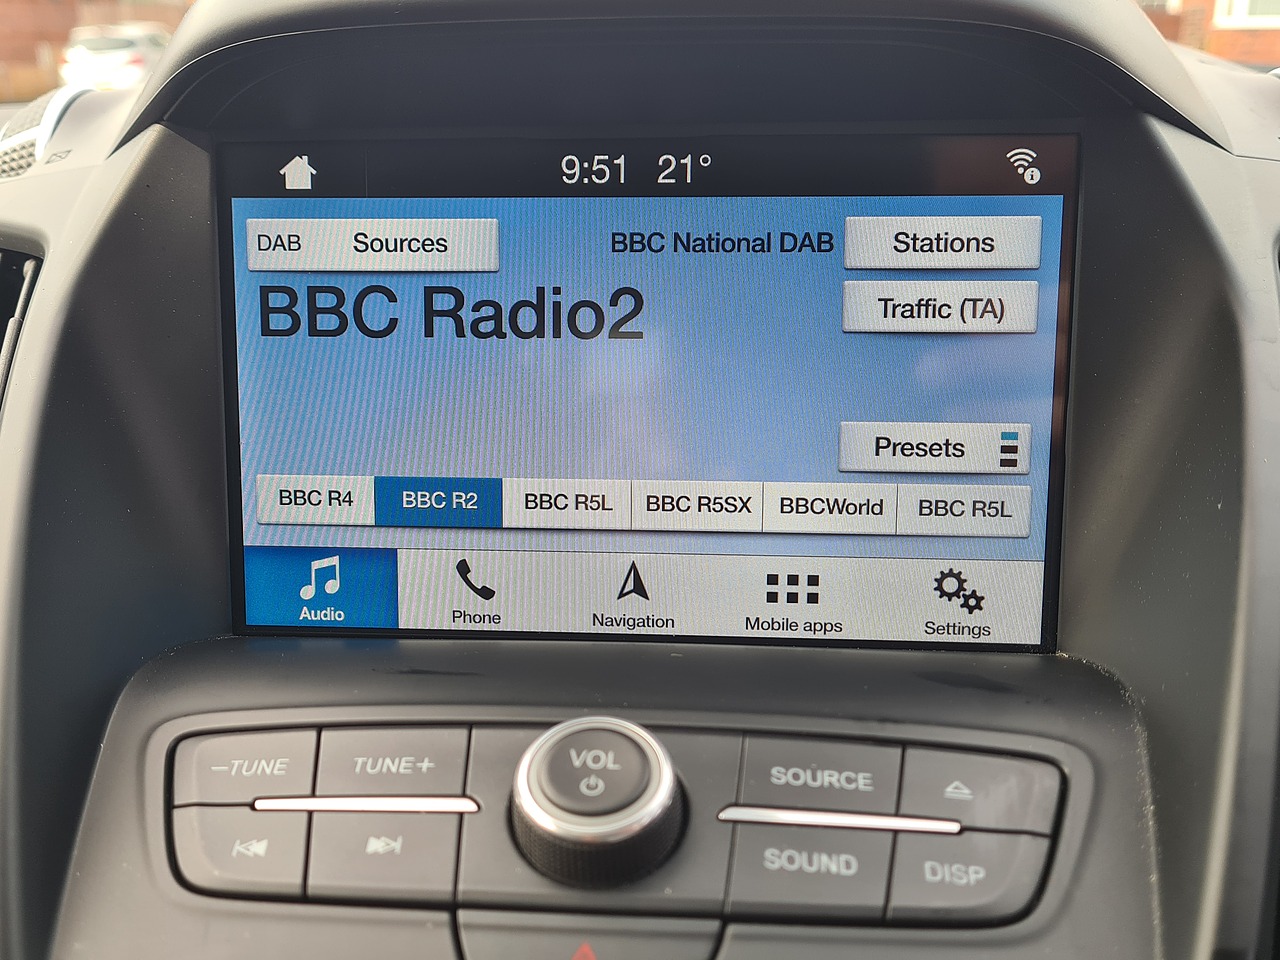 9:51 21°
DAB Sources
BBC National DAB
Stations
BBC Radio2
Traffic (TA)
Presets
BBC R4
BBC R2
BBC R5L
BBC R5SX
BBCWorld
BBC R5L
Audio
Phone
Navigation
Mobile apps
Settings
–TUNE
TUNE+
VOL
SOURCE
SOUND
DISP